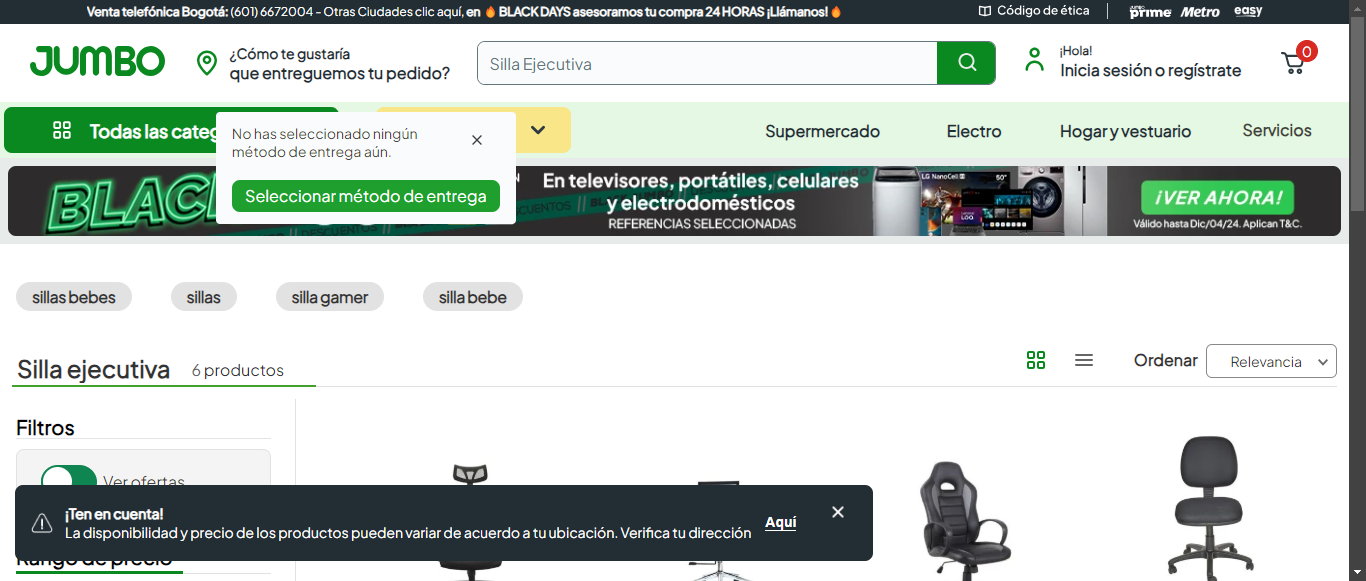 Venta telefónica Bogotá: (601) 6672004 - Otras Ciudades clic aquí, en 🔥 BLACK DAYS asesoramos tu compra 24 HORAS ¡Llámanos!🔥
Código de ética
JUMBO prime
Metro
easy
JUMBO
¿Cómo te gustaría
que entreguemos tu pedido?
Silla Ejecutiva
¡Hola!
Inicia sesión o regístrate
0
Todas las categ
No has seleccionado ningún
método de entrega aún.
Seleccionar método de entrega
Supermercado
Electro
Hogar y vestuario
Servicios
BLAC
En televisores, portátiles, celulares
y electrodomésticos
REFERENCIAS SELECCIONADAS
LG NanoCell
50"
¡VER AHORA!
Válido hasta Dic/04/24. Aplican T&C.
sillas bebes
sillas
silla gamer
silla bebe
Silla ejecutiva
6 productos
Ordenar
Relevancia
Filtros
Ver ofertas
¡Ten en cuenta!
La disponibilidad y precio de los productos pueden variar de acuerdo a tu ubicación. Verifica tu dirección
Aquí
Rango de precio